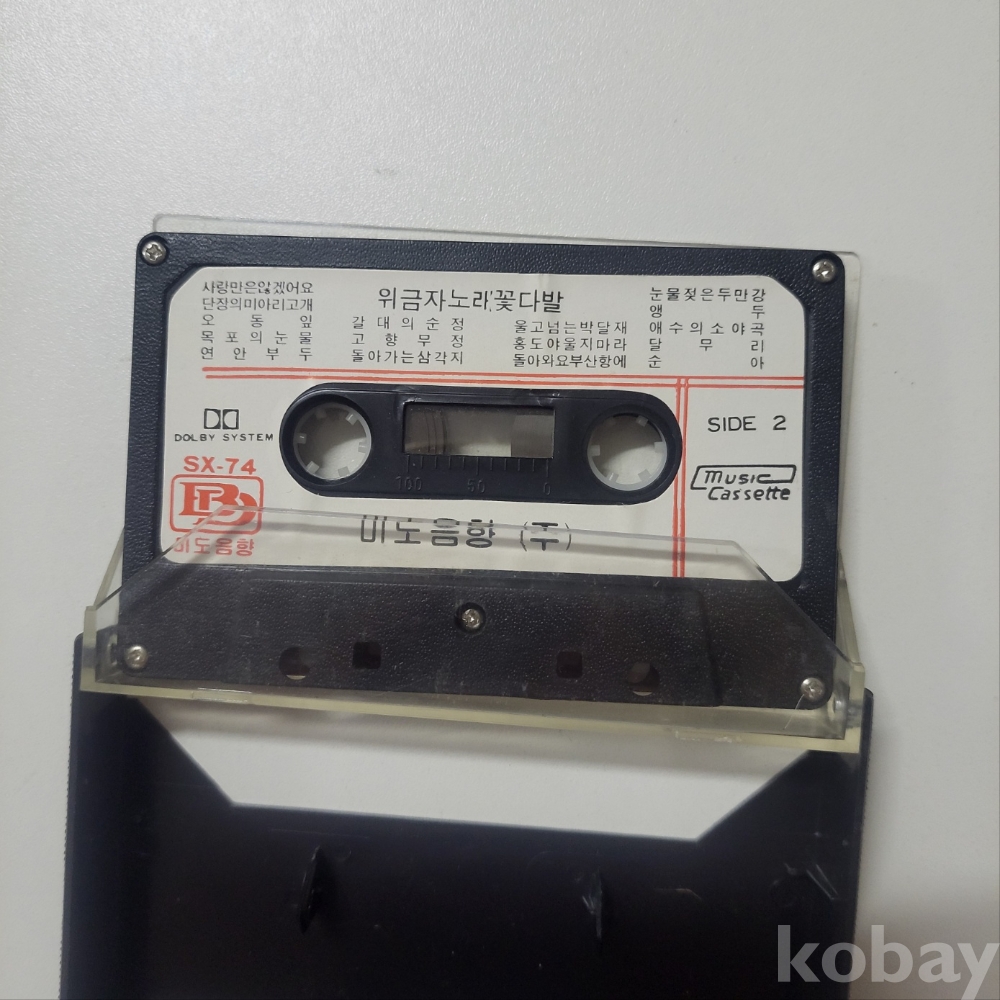 위금자노래꽃다발
사랑만은않겠어요
단장의미아리고개
오동잎
목포의눈물
연안부두
갈대의순정
고향무정
돌아가는삼각지
울고넘는박달재
홍도야울지마라
돌아와요부산항에
눈물젖은두만강
앵두
애수의소야곡
달무리
순아
DOLBY SYSTEM
SX-74
미도음향
100 50 0
SIDE 2
MUSIC
Cassette
미도음향 (주)
kobay